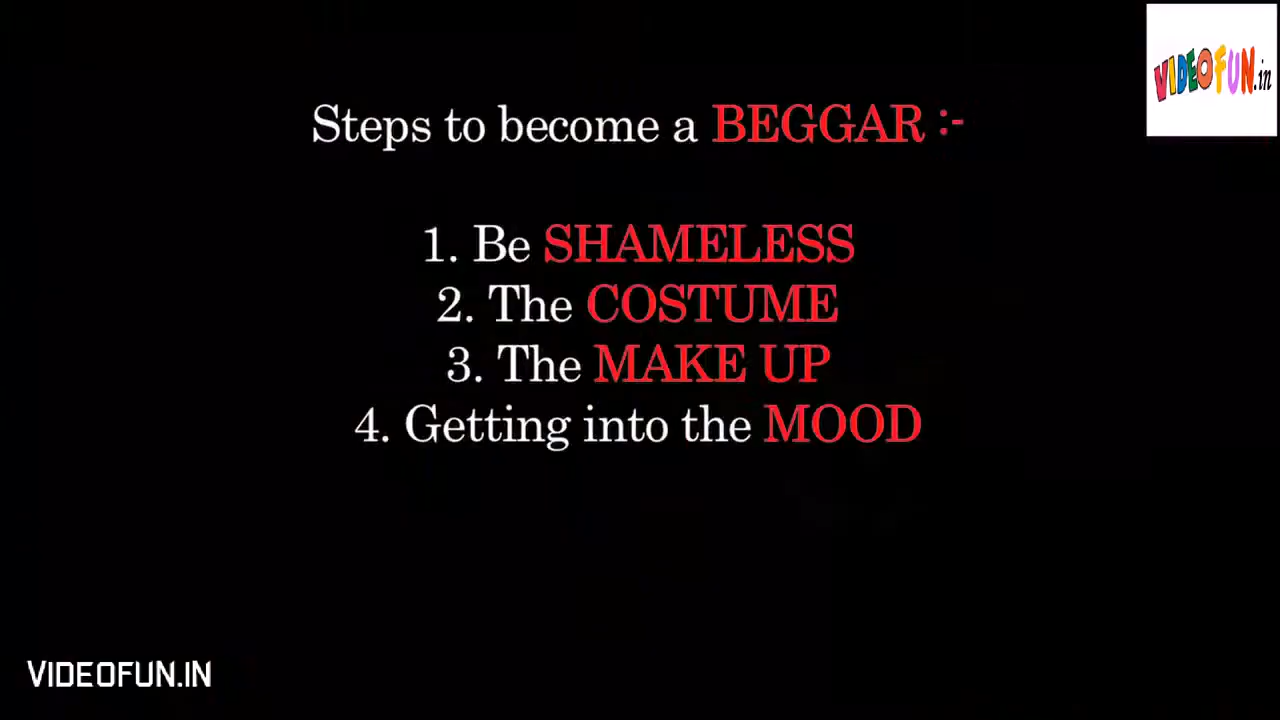 VIDEOFUN.in
Steps to become a BEGGAR :-
1. Be SHAMELESS
2. The COSTUME
3. The MAKE UP
4. Getting into the MOOD
VIDEOFUN.IN